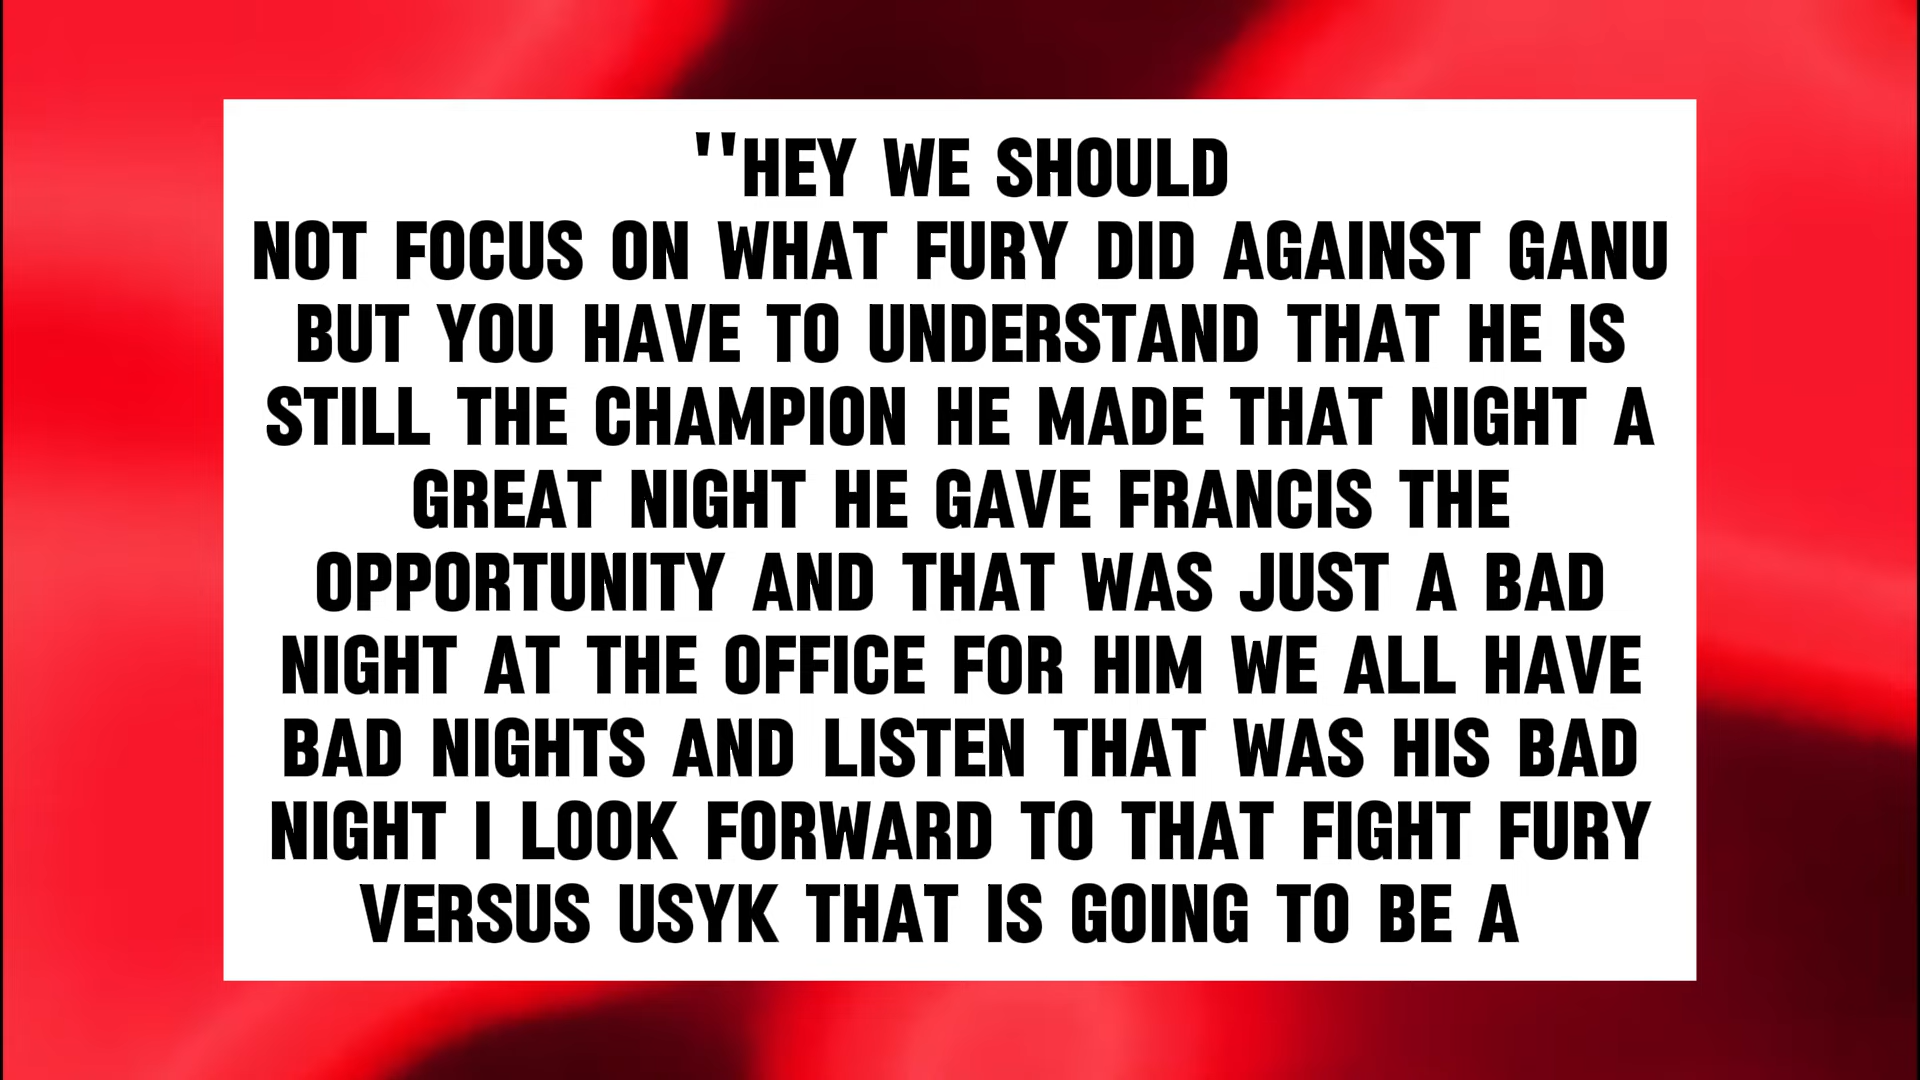 "HEY WE SHOULD
NOT FOCUS ON WHAT FURY DID AGAINST GANU
BUT YOU HAVE TO UNDERSTAND THAT HE IS
STILL THE CHAMPION HE MADE THAT NIGHT A
GREAT NIGHT HE GAVE FRANCIS THE
OPPORTUNITY AND THAT WAS JUST A BAD
NIGHT AT THE OFFICE FOR HIM WE ALL HAVE
BAD NIGHTS AND LISTEN THAT WAS HIS BAD
NIGHT I LOOK FORWARD TO THAT FIGHT FURY
VERSUS USYK THAT IS GOING TO BE A